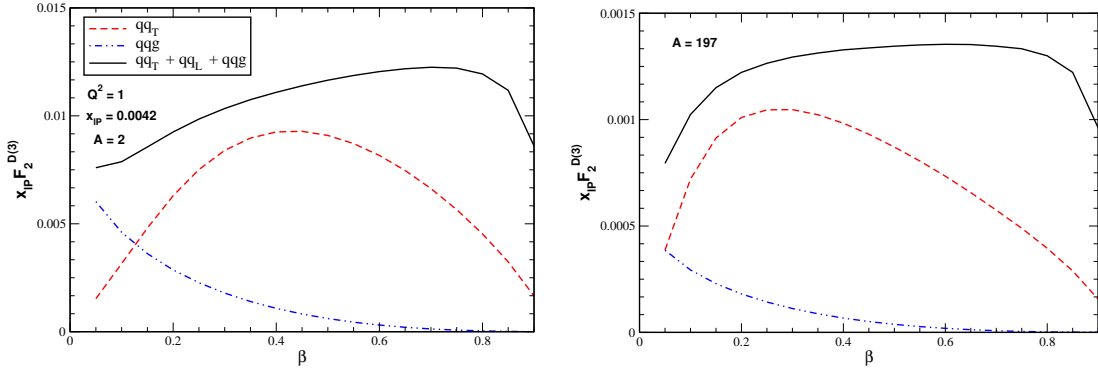 qq_T
qqg
qq_T + qq_L + qqg
Q^2 = 1
x_IP = 0.0042
A = 2
x_IP F_2^D(3)
0.015
0.01
0.005
0
0 0.2 0.4 0.6 0.8
β
A = 197
x_IP F_2^D(3)
0.0015
0.001
0.0005
0
0 0.2 0.4 0.6 0.8
β